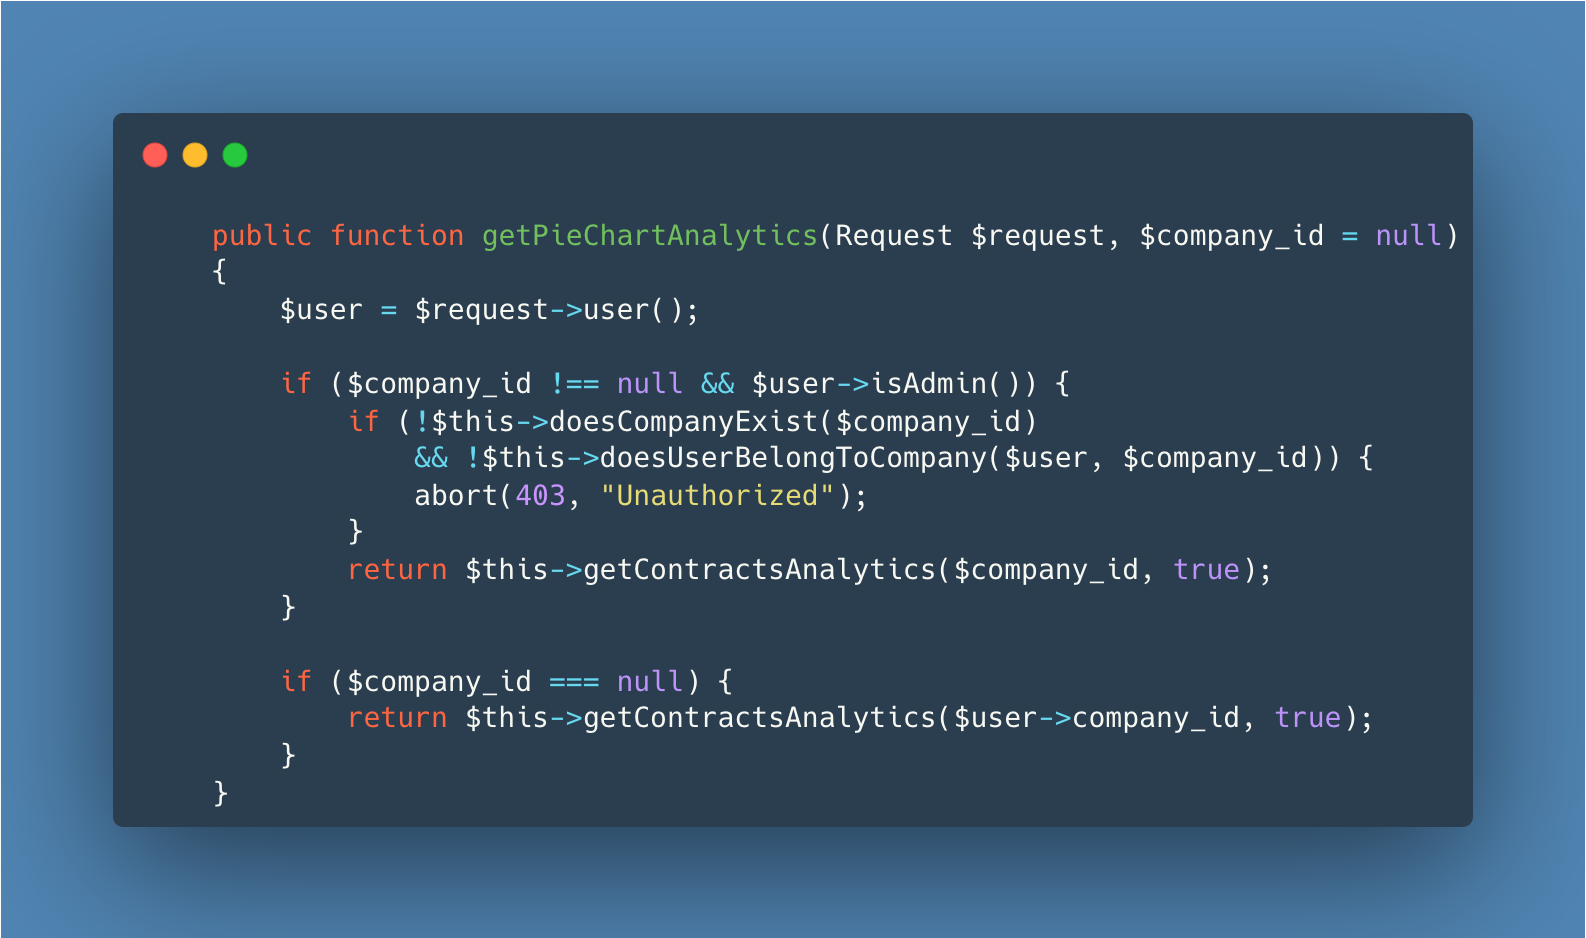 public function getPieChartAnalytics(Request $request, $company_id = null)
{
    $user = $request->user();

    if ($company_id !== null && $user->isAdmin()) {
        if (!$this->doesCompanyExist($company_id)
            && !$this->doesUserBelongToCompany($user, $company_id)) {
            abort(403, "Unauthorized");
        }
        return $this->getContractsAnalytics($company_id, true);
    }

    if ($company_id === null) {
        return $this->getContractsAnalytics($user->company_id, true);
    }
}